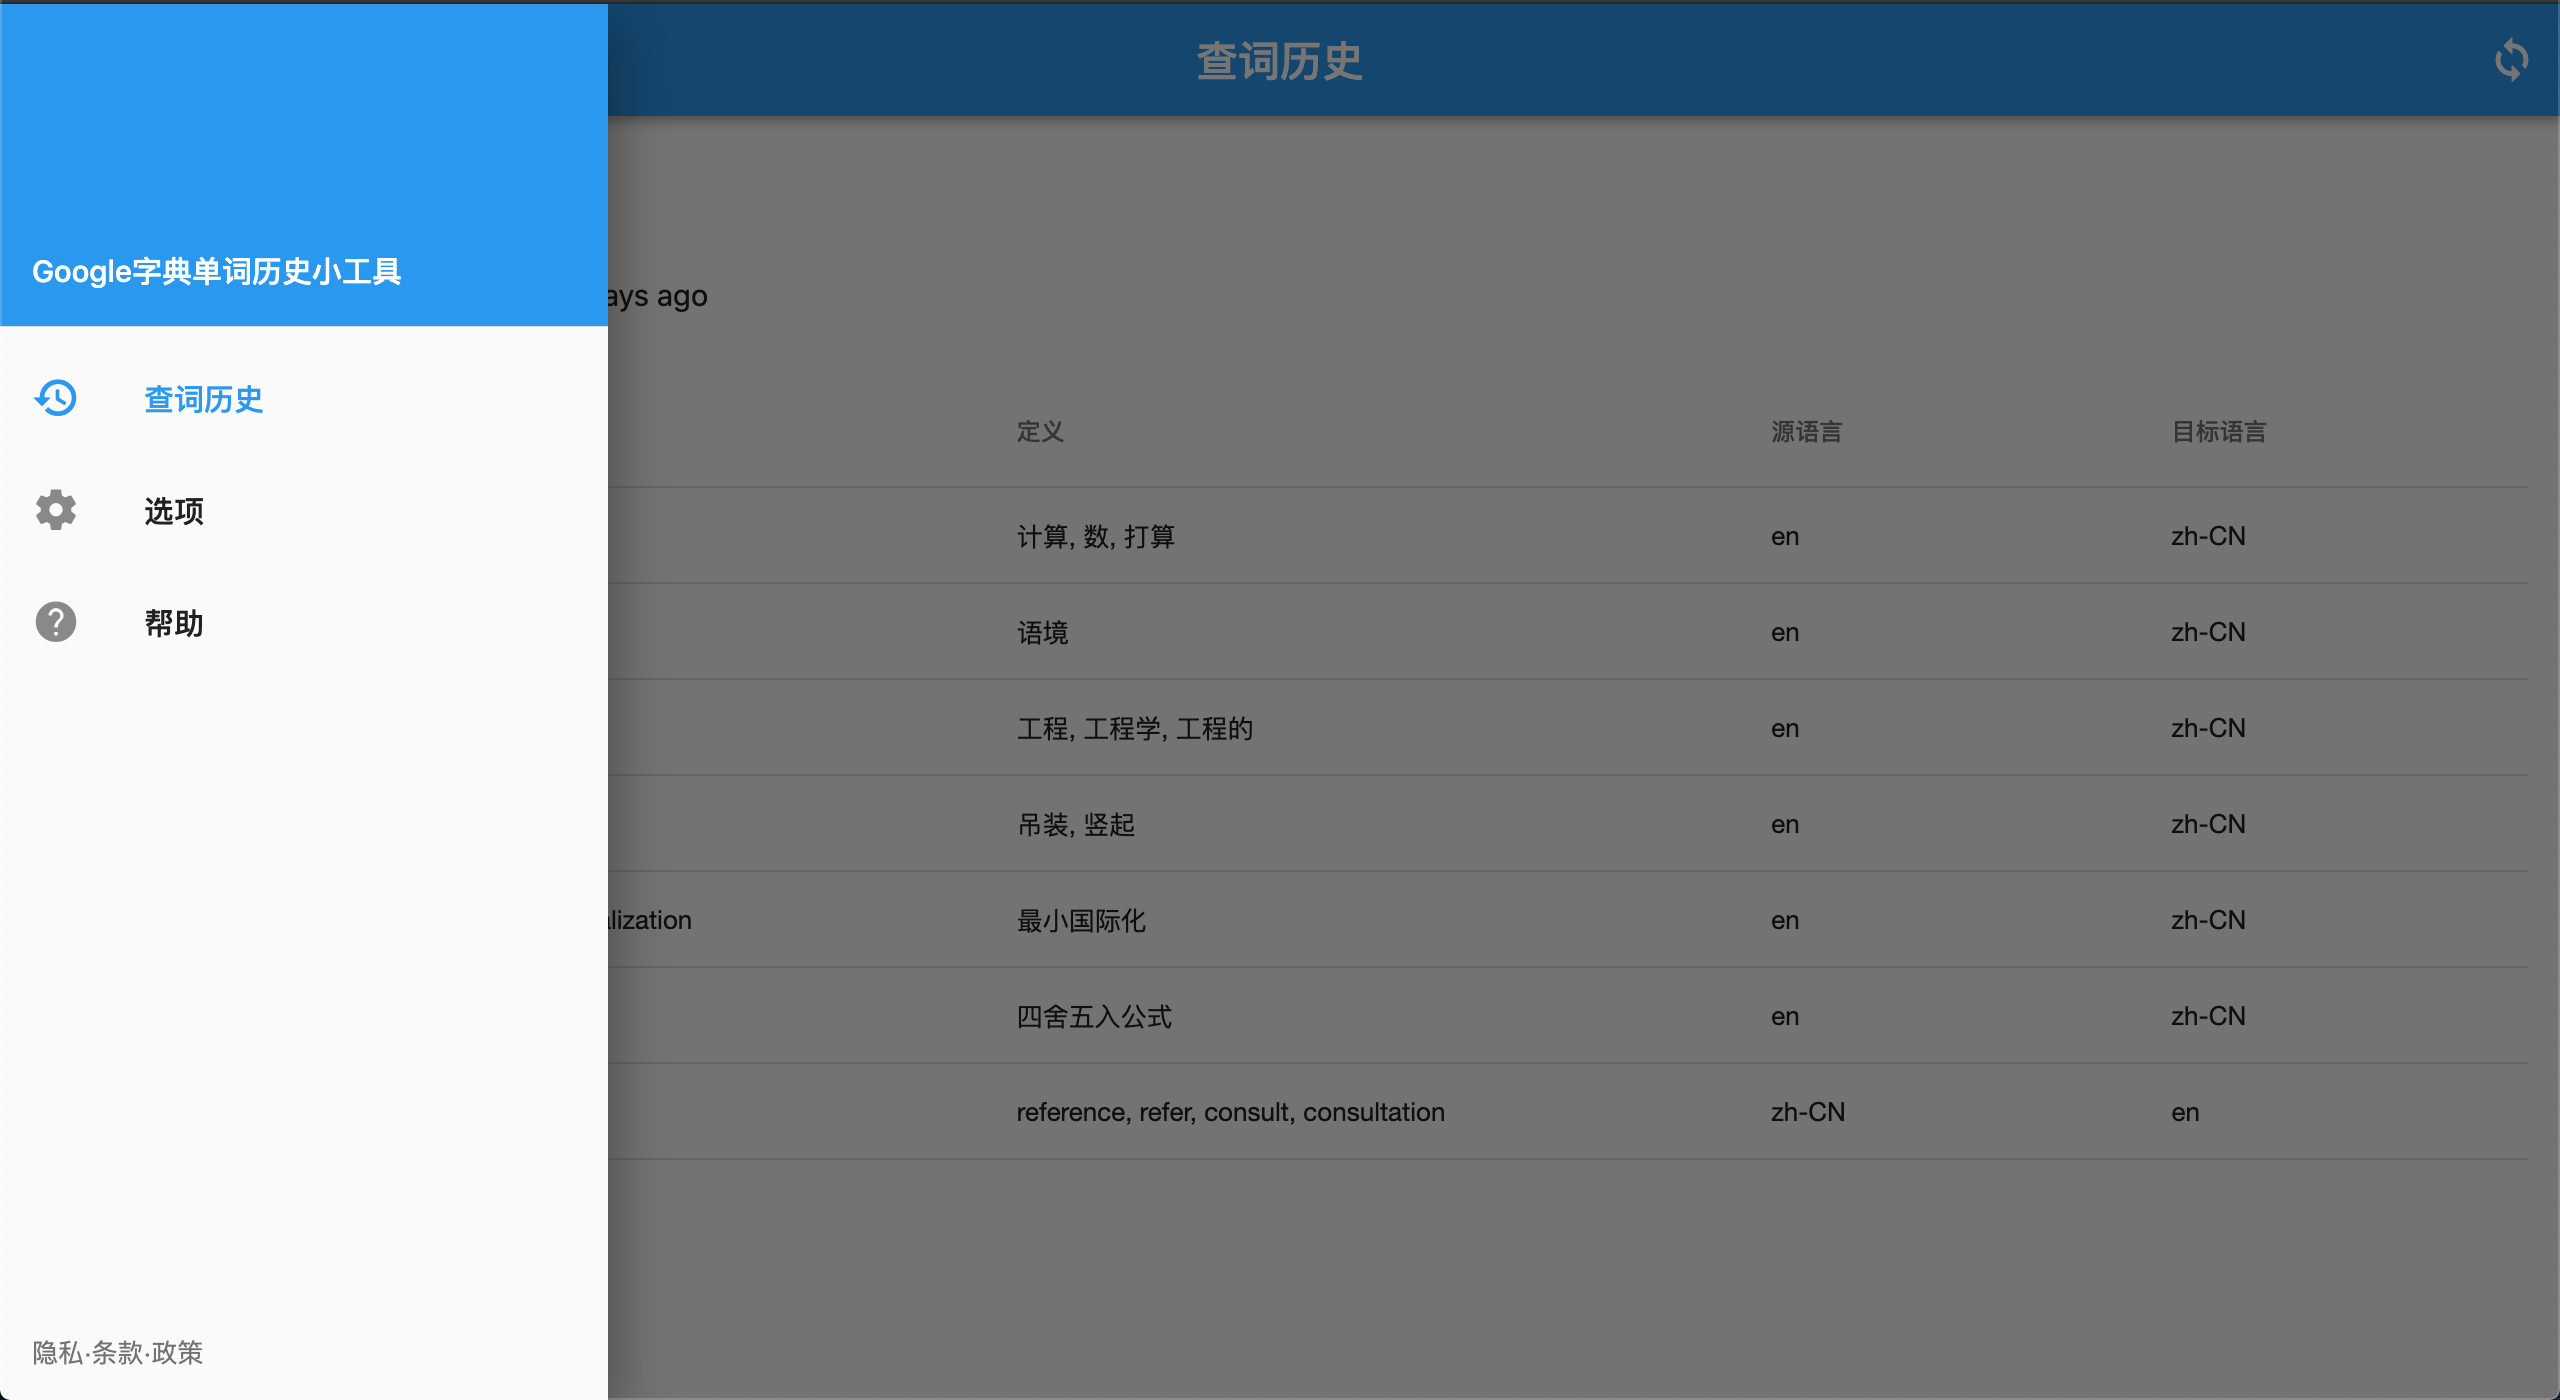 查词历史
Google字典单词历史小工具
查词历史
选项
帮助
隐私·条款·政策
ago
定义 源语言 目标语言
计算, 数, 打算 en zh-CN
语境 en zh-CN
工程, 工程学, 工程的 en zh-CN
吊装, 竖起 en zh-CN
最小国际化 en zh-CN
四舍五入公式 en zh-CN
reference, refer, consult, consultation zh-CN en